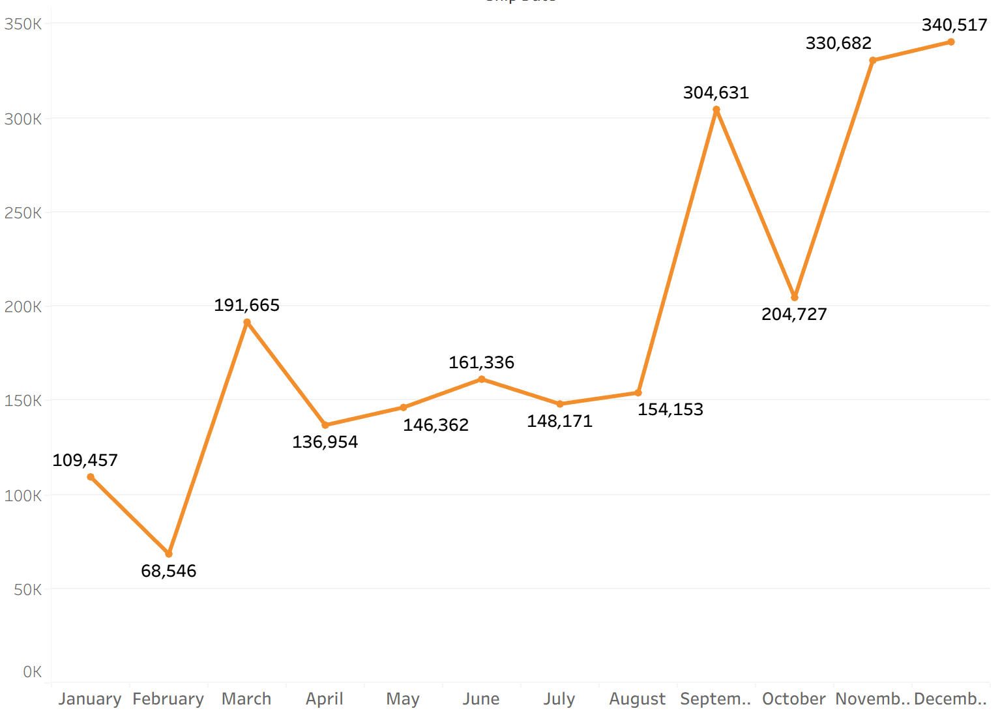 350K
300K
250K
200K
150K
100K
50K
0K
109,457
68,546
191,665
136,954
146,362
161,336
148,171
154,153
304,631
204,727
330,682
340,517
January February March April May June July August Septem.. October Novemb.. Decemb..